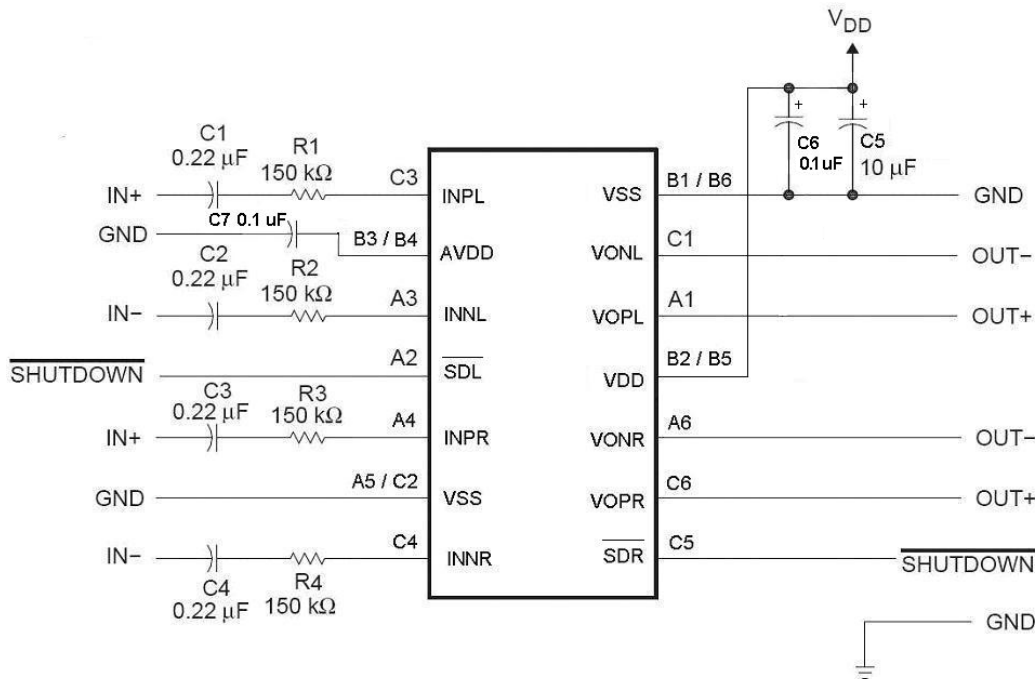 V_DD
C6
0.1 uF
C5
10 μF
C1
0.22 μF
R1
150 kΩ
IN+
C3
INPL
VSS
B1 / B6
GND
C7 0.1 uF
GND
B3 / B4
AVDD
VONL
C1
OUT−
C2
0.22 μF
R2
150 kΩ
IN−
A3
INNL
VOPL
A1
OUT+
SHUTDOWN
A2
SDL
VDD
B2 / B5
C3
0.22 μF
R3
150 kΩ
IN+
A4
INPR
VONR
A6
OUT−
GND
A5 / C2
VSS
VOPR
C6
OUT+
IN−
C4
INNR
SDR
C5
SHUTDOWN
C4
0.22 μF
R4
150 kΩ
GND